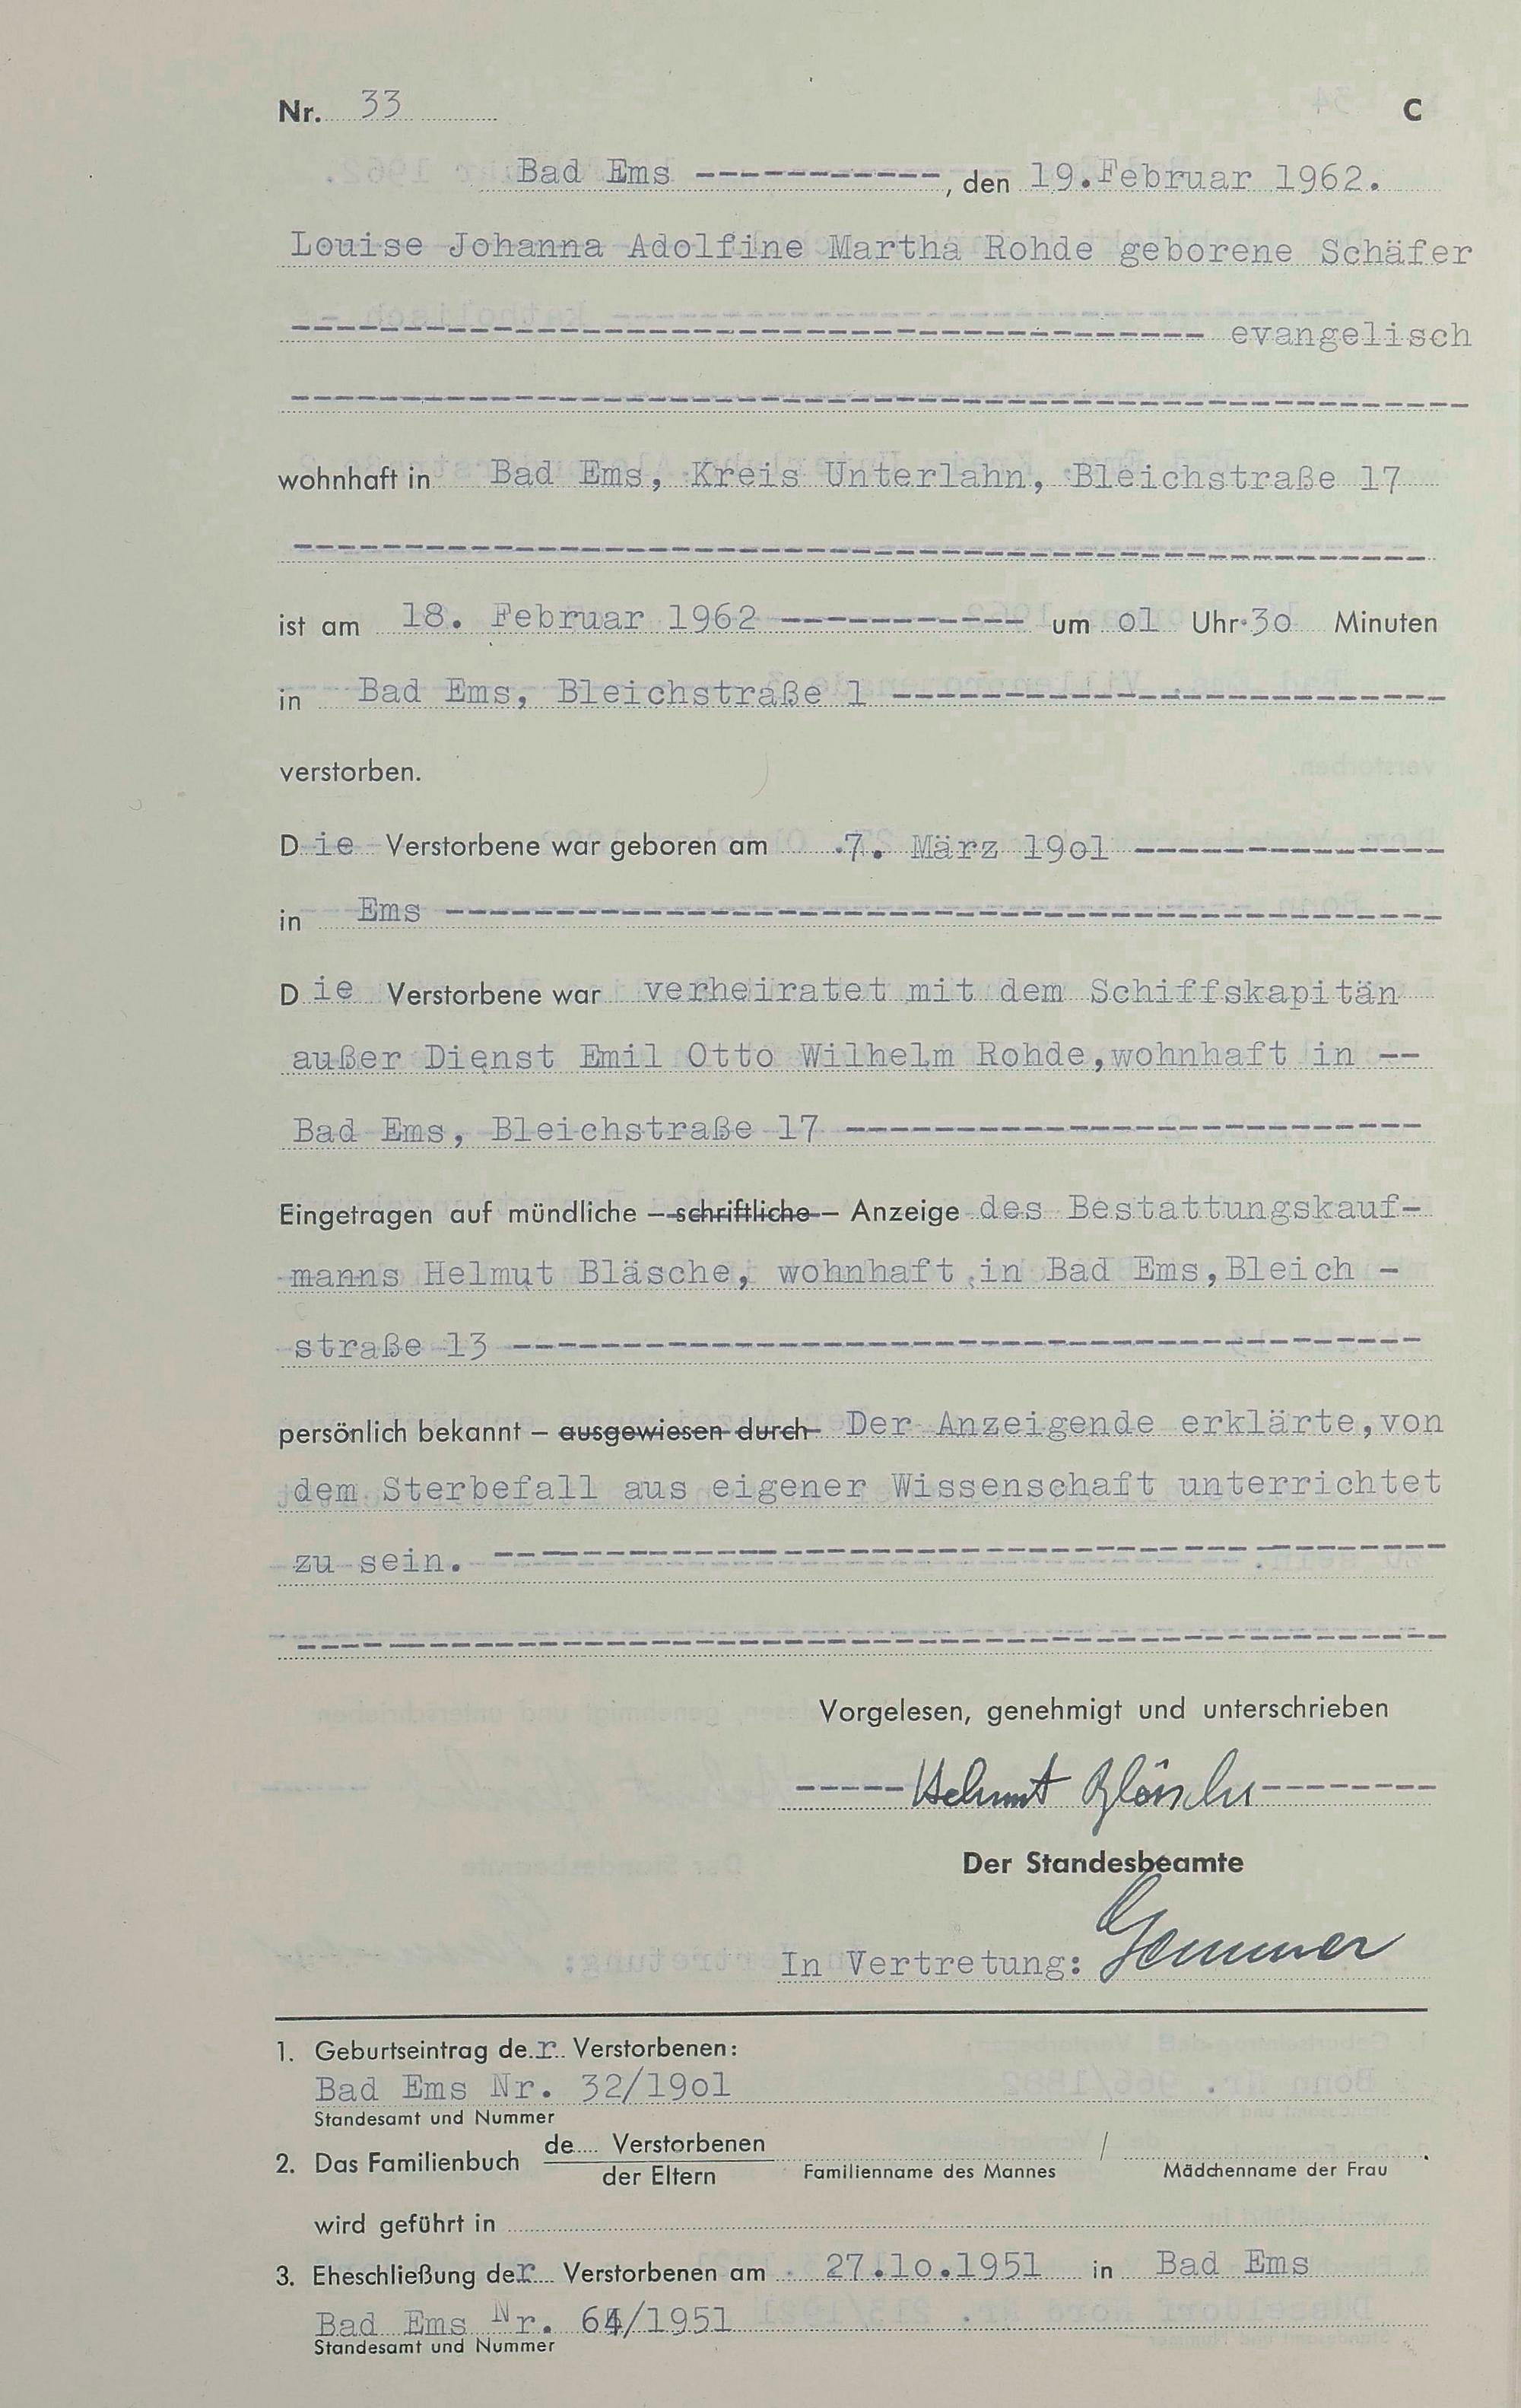 Nr. 33 C
Bad Ems -----------, den 19.Februar 1962.
Louise Johanna Adolfine Martha Rohde geborene Schäfer
----------------------------------------- evangelisch
-----------------------------------------------------
wohnhaft in Bad Ems, Kreis Unterlahn, Bleichstraße 17
---------------------------------------------------
ist am 18. Februar 1962 ----------- um o1 Uhr 3o Minuten
in Bad Ems, Bleichstraße 1 -------------------------
verstorben.
Die Verstorbene war geboren am 7. März 19o1 --------------
in Ems ---------------------------------------------
Die Verstorbene war verheiratet mit dem Schiffskapitän
außer Dienst Emil Otto Wilhelm Rohde,wohnhaft in --
Bad Ems, Bleichstraße 17 --------------------------
Eingetragen auf mündliche – schriftliche – Anzeige des Bestattungskauf-
manns Helmut Bläsche, wohnhaft in Bad Ems,Bleich -
straße 13 -----------------------------------------
persönlich bekannt – ausgewiesen durch Der Anzeigende erklärte,von
dem Sterbefall aus eigener Wissenschaft unterrichtet
zu sein. -------------------------------------------
----------------------------------------------------
Vorgelesen, genehmigt und unterschrieben
----- Helmut Bläsche --------
Der Standesbeamte
In Vertretung:
1. Geburtseintrag der Verstorbenen:
Bad Ems Nr. 32/19o1
Standesamt und Nummer
2. Das Familienbuch de.... Verstorbenen / .
der Eltern Familienname des Mannes Mädchenname der Frau
wird geführt in
3. Eheschließung der Verstorbenen am 27.1o.1951 in Bad Ems
Bad Ems Nr. 64/1951
Standesamt und Nummer